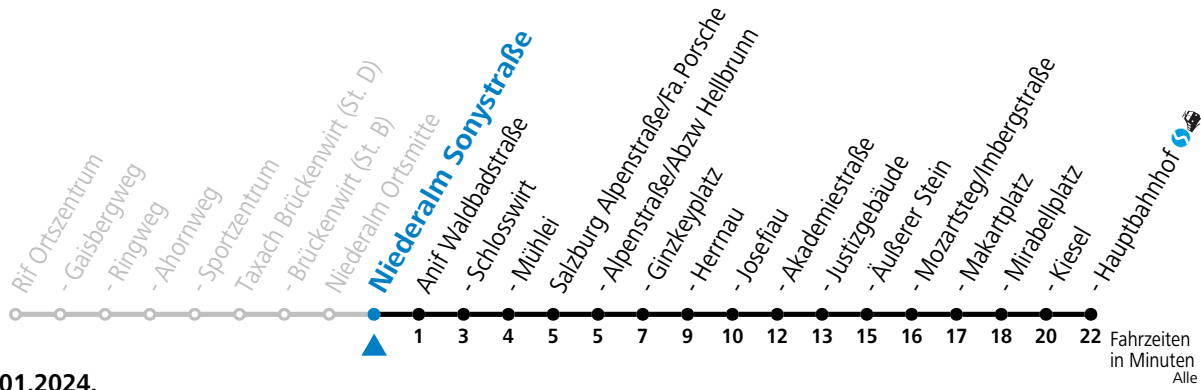 Rif Ortszentrum
- Gaisbergweg
- Ringweg
- Ahornweg
- Sportzentrum
Taxach Brückenwirt (St. D)
- Brückenwirt (St. B)
Niederalm Ortsmitte
Niederalm Sonystraße
Anif Waldbadstraße
- Schlosswirt
- Mühlei
Salzburg Alpenstraße/Fa. Porsche
- Alpenstraße/Abzw Hellbrunn
- Ginzkeyplatz
- Herrnau
- Josefiau
- Akademiestraße
- Justizgebäude
- Äußerer Stein
- Mozartsteg/Imbergstraße
- Makartplatz
- Mirabellplatz
- Kiesel
- Hauptbahnhof S
1 3 4 5 5 7 9 10 12 13 15 16 17 18 20 22 Fahrzeiten
in Minuten
Alle
01.2024.